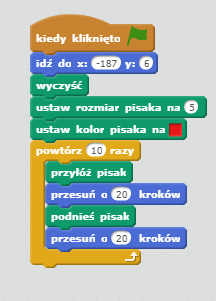 kiedy kliknięto
idź do x: -187 y: 6
wyczyść
ustaw rozmiar pisaka na 5
ustaw kolor pisaka na
powtórz 10 razy
przyłóż pisak
przesuń o 20 kroków
podnieś pisak
przesuń o 20 kroków